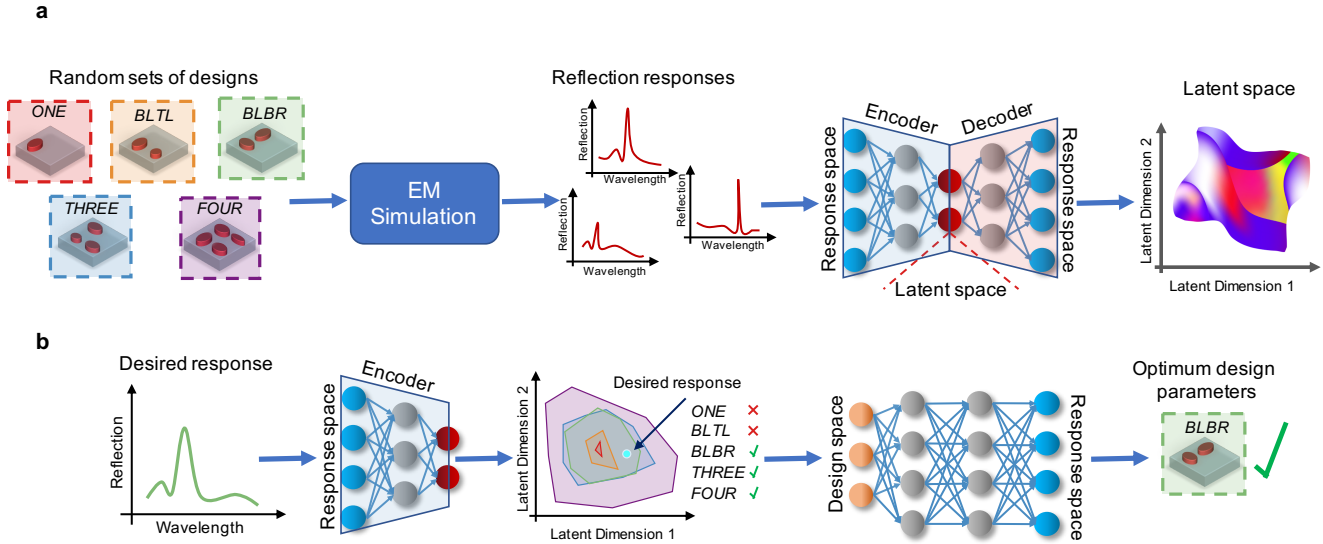 a
Random sets of designs
ONE
BLTL
BLBR
THREE
FOUR
EM
Simulation
Reflection responses
Reflection
Wavelength
Reflection
Wavelength
Reflection
Wavelength
Encoder
Decoder
Response space
Response space
Latent space
Latent space
Latent Dimension 2
Latent Dimension 1
b
Desired response
Reflection
Wavelength
Encoder
Response space
Latent Dimension 2
Latent Dimension 1
Desired response
ONE
BLTL
BLBR
THREE
FOUR
Design space
Response space
Optimum design
parameters
BLBR